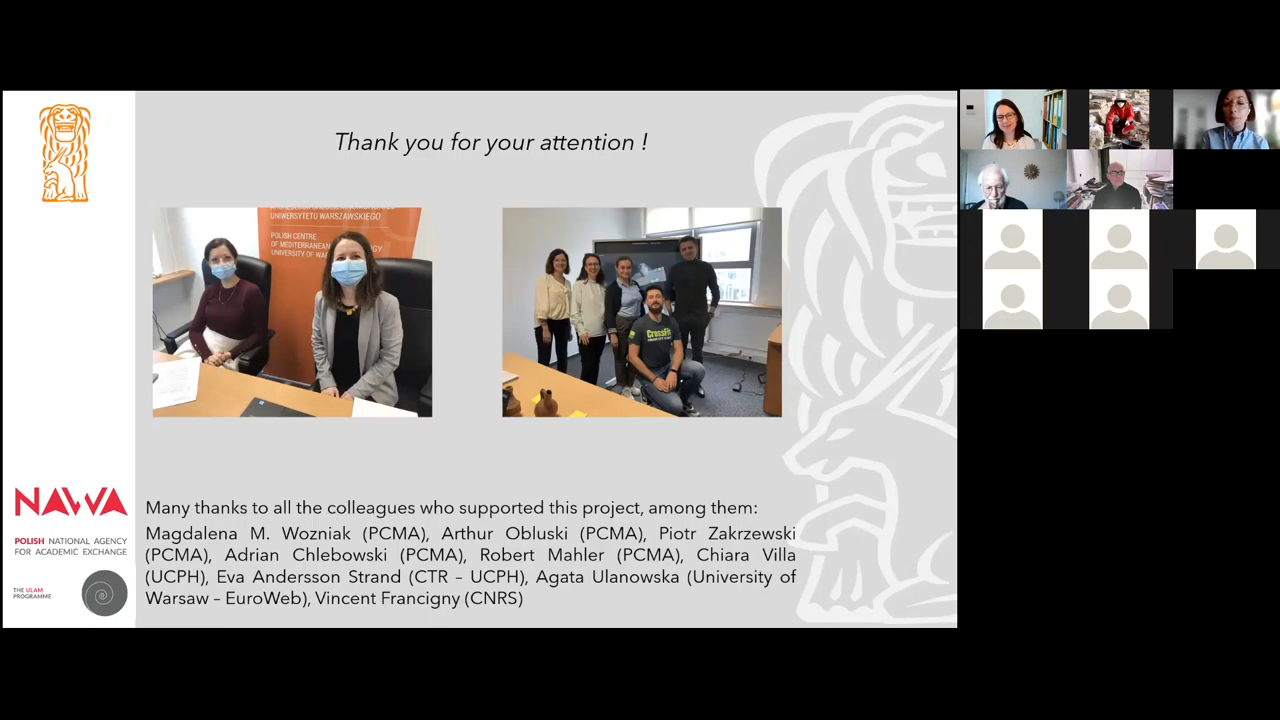 Thank you for your attention !
UNIWERSYTETU WARSZAWSKIEGO
POLISH CENTRE
OF MEDITERRANEAN
UNIVERSITY OF
CrossFit
NAWA
POLISH NATIONAL AGENCY
FOR ACADEMIC EXCHANGE
THE ULAM
PROGRAMME
Many thanks to all the colleagues who supported this project, among them:
Magdalena M. Wozniak (PCMA), Arthur Obluski (PCMA), Piotr Zakrzewski
(PCMA), Adrian Chlebowski (PCMA), Robert Mahler (PCMA), Chiara Villa
(UCPH), Eva Andersson Strand (CTR – UCPH), Agata Ulanowska (University of
Warsaw – EuroWeb), Vincent Francigny (CNRS)